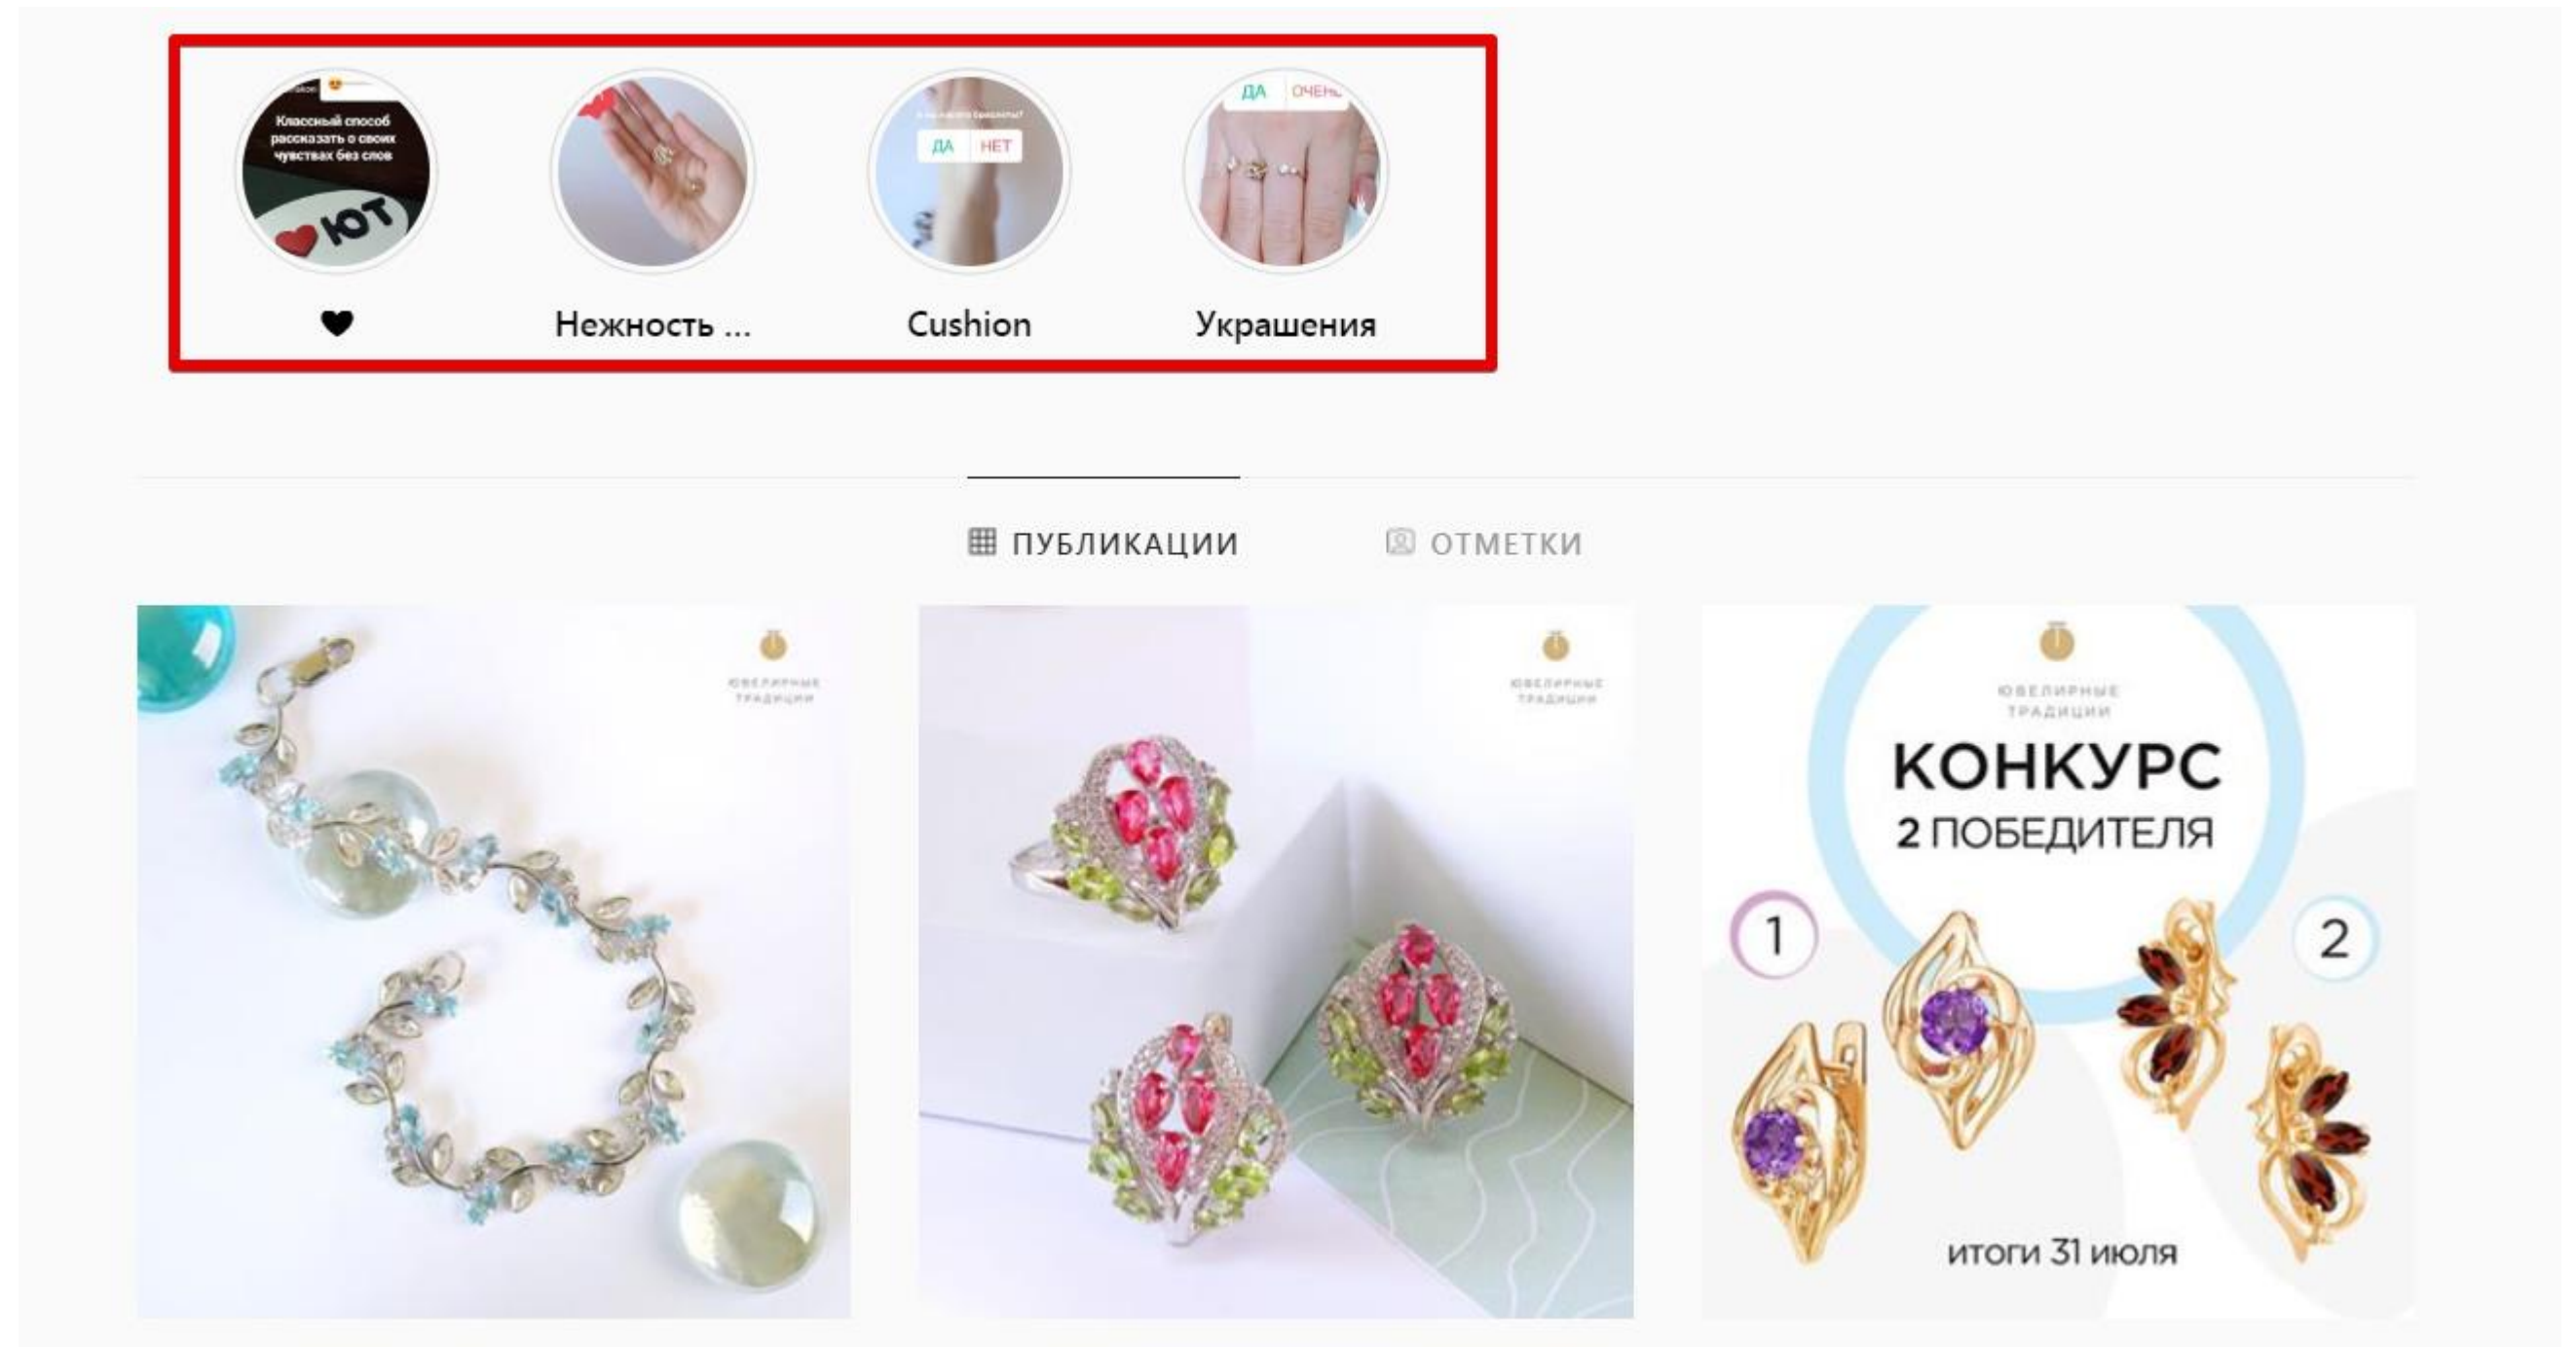 Классный способ
рассказать о своих
чувствах без слов
ЮТ
ДА НЕТ
ДА ОЧЕНЬ
Нежность ...
Cushion
Украшения
ПУБЛИКАЦИИ
ОТМЕТКИ
ЮВЕЛИРНЫЕ
ТРАДИЦИИ
ЮВЕЛИРНЫЕ
ТРАДИЦИИ
ЮВЕЛИРНЫЕ
ТРАДИЦИИ
КОНКУРС
2 ПОБЕДИТЕЛЯ
1
2
ИТОГИ 31 ИЮЛЯ